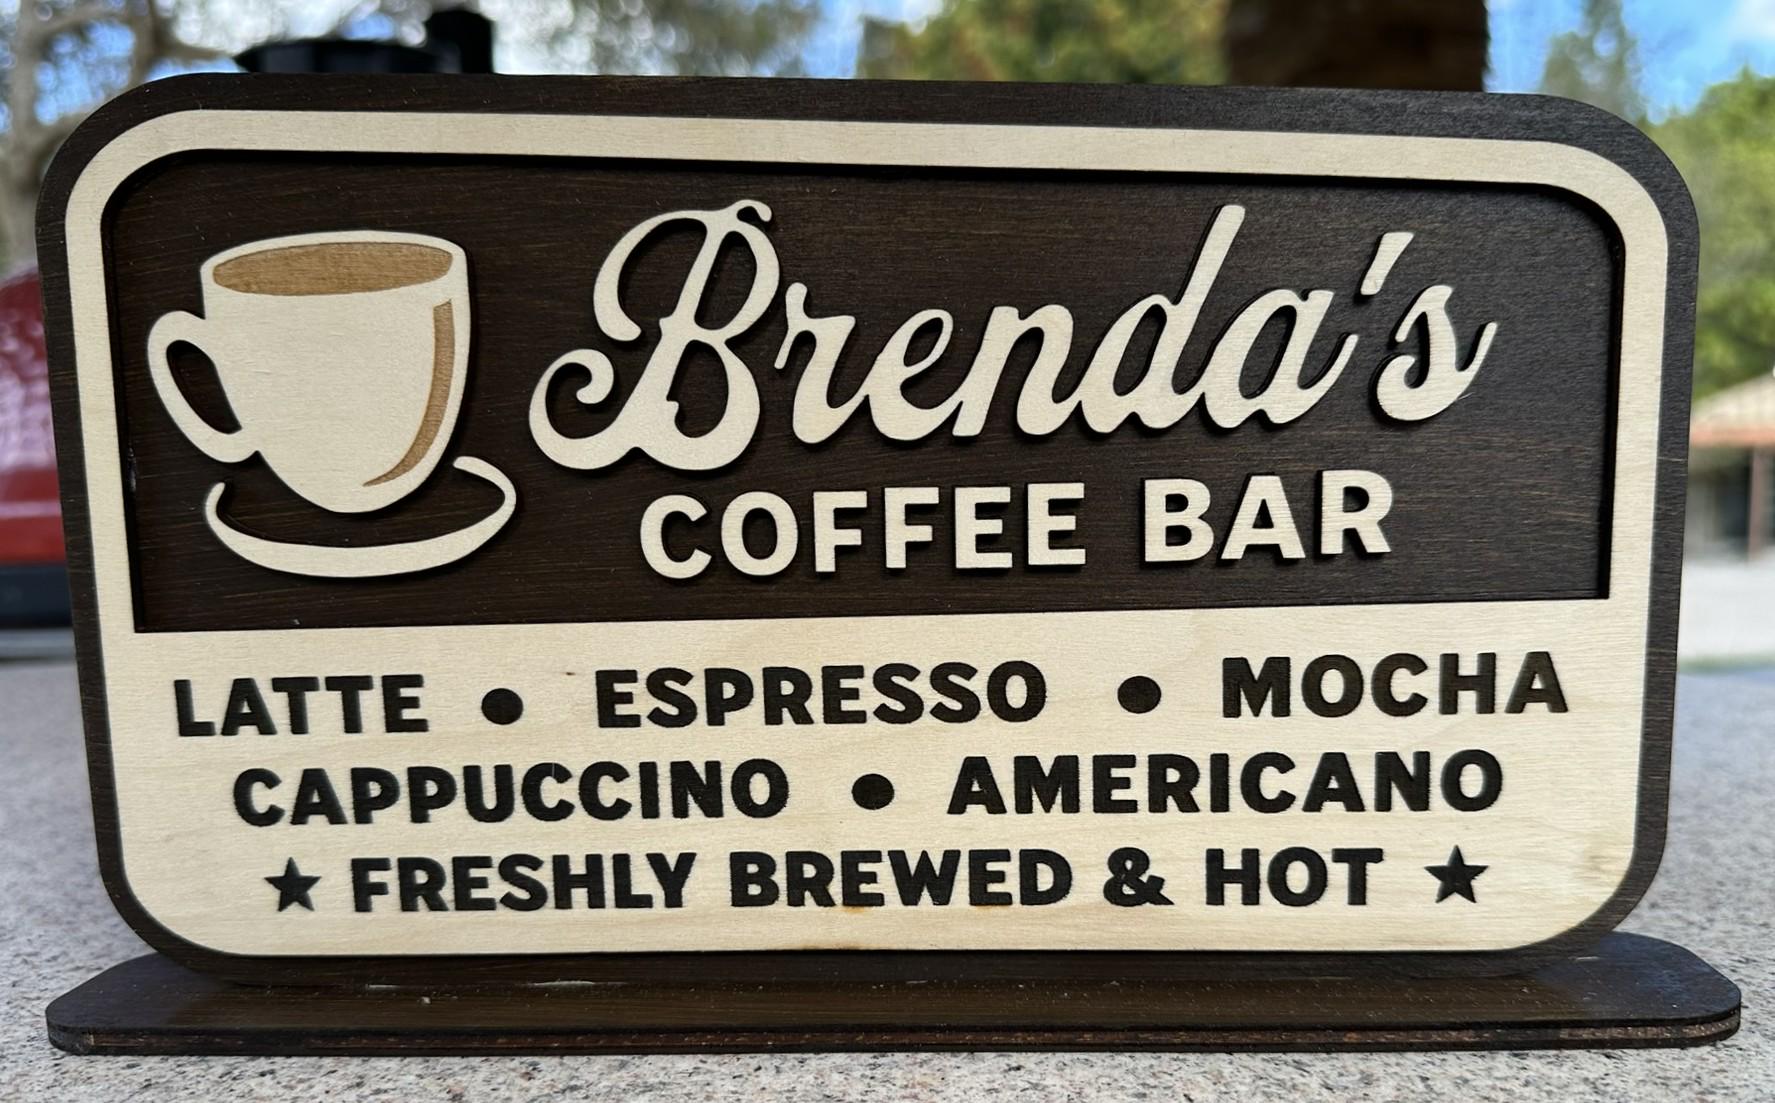 Brenda's
COFFEE BAR
LATTE • ESPRESSO • MOCHA
CAPPUCCINO • AMERICANO
★ FRESHLY BREWED & HOT ★